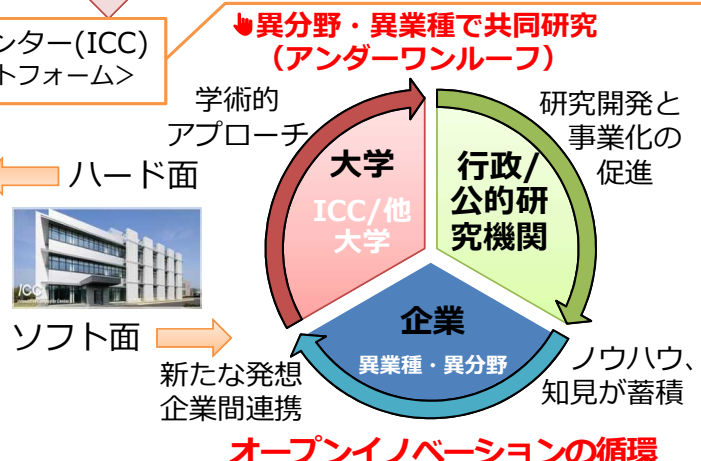 ンター(ICC)
トフォーム>
異分野・異業種で共同研究
（アンダーワンルーフ）
学術的
アプローチ
研究開発と
事業化の
促進
ハード面
大学
ICC/他
大学
行政/
公的研
究機関
ICC
ソフト面
企業
異業種・異分野
新たな発想
企業間連携
ノウハウ、
知見が蓄積
オープンイノベーションの循環